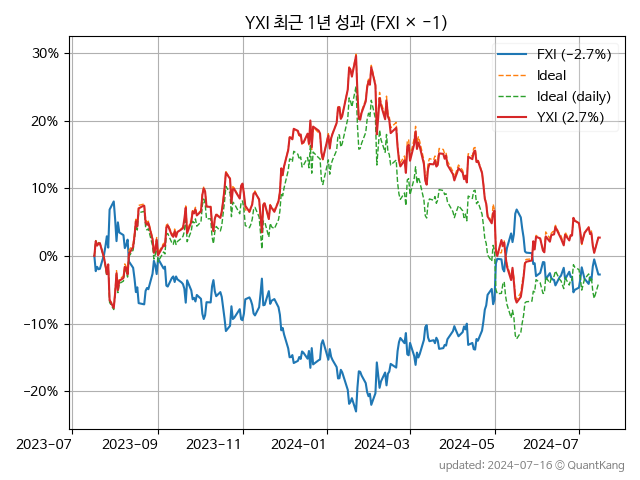 YXI 최근 1년 성과 (FXI × −1)
30%
20%
10%
0%
−10%
−20%
FXI (−2.7%)
Ideal
Ideal (daily)
YXI (2.7%)
2023-07
2023-09
2023-11
2024-01
2024-03
2024-05
2024-07
updated: 2024-07-16 © QuantKang